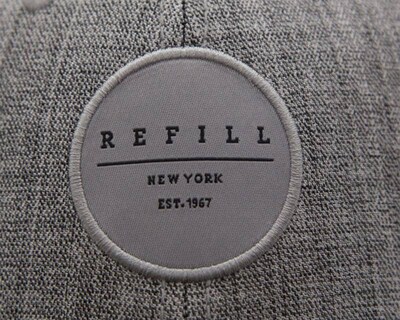 REFILL
NEW YORK
EST. 1967